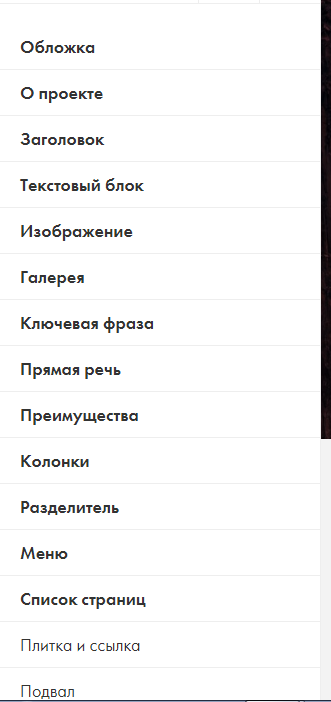 Обложка
О проекте
Заголовок
Текстовый блок
Изображение
Галерея
Ключевая фраза
Прямая речь
Преимущества
Колонки
Разделитель
Меню
Список страниц
Плитка и ссылка
Подвал